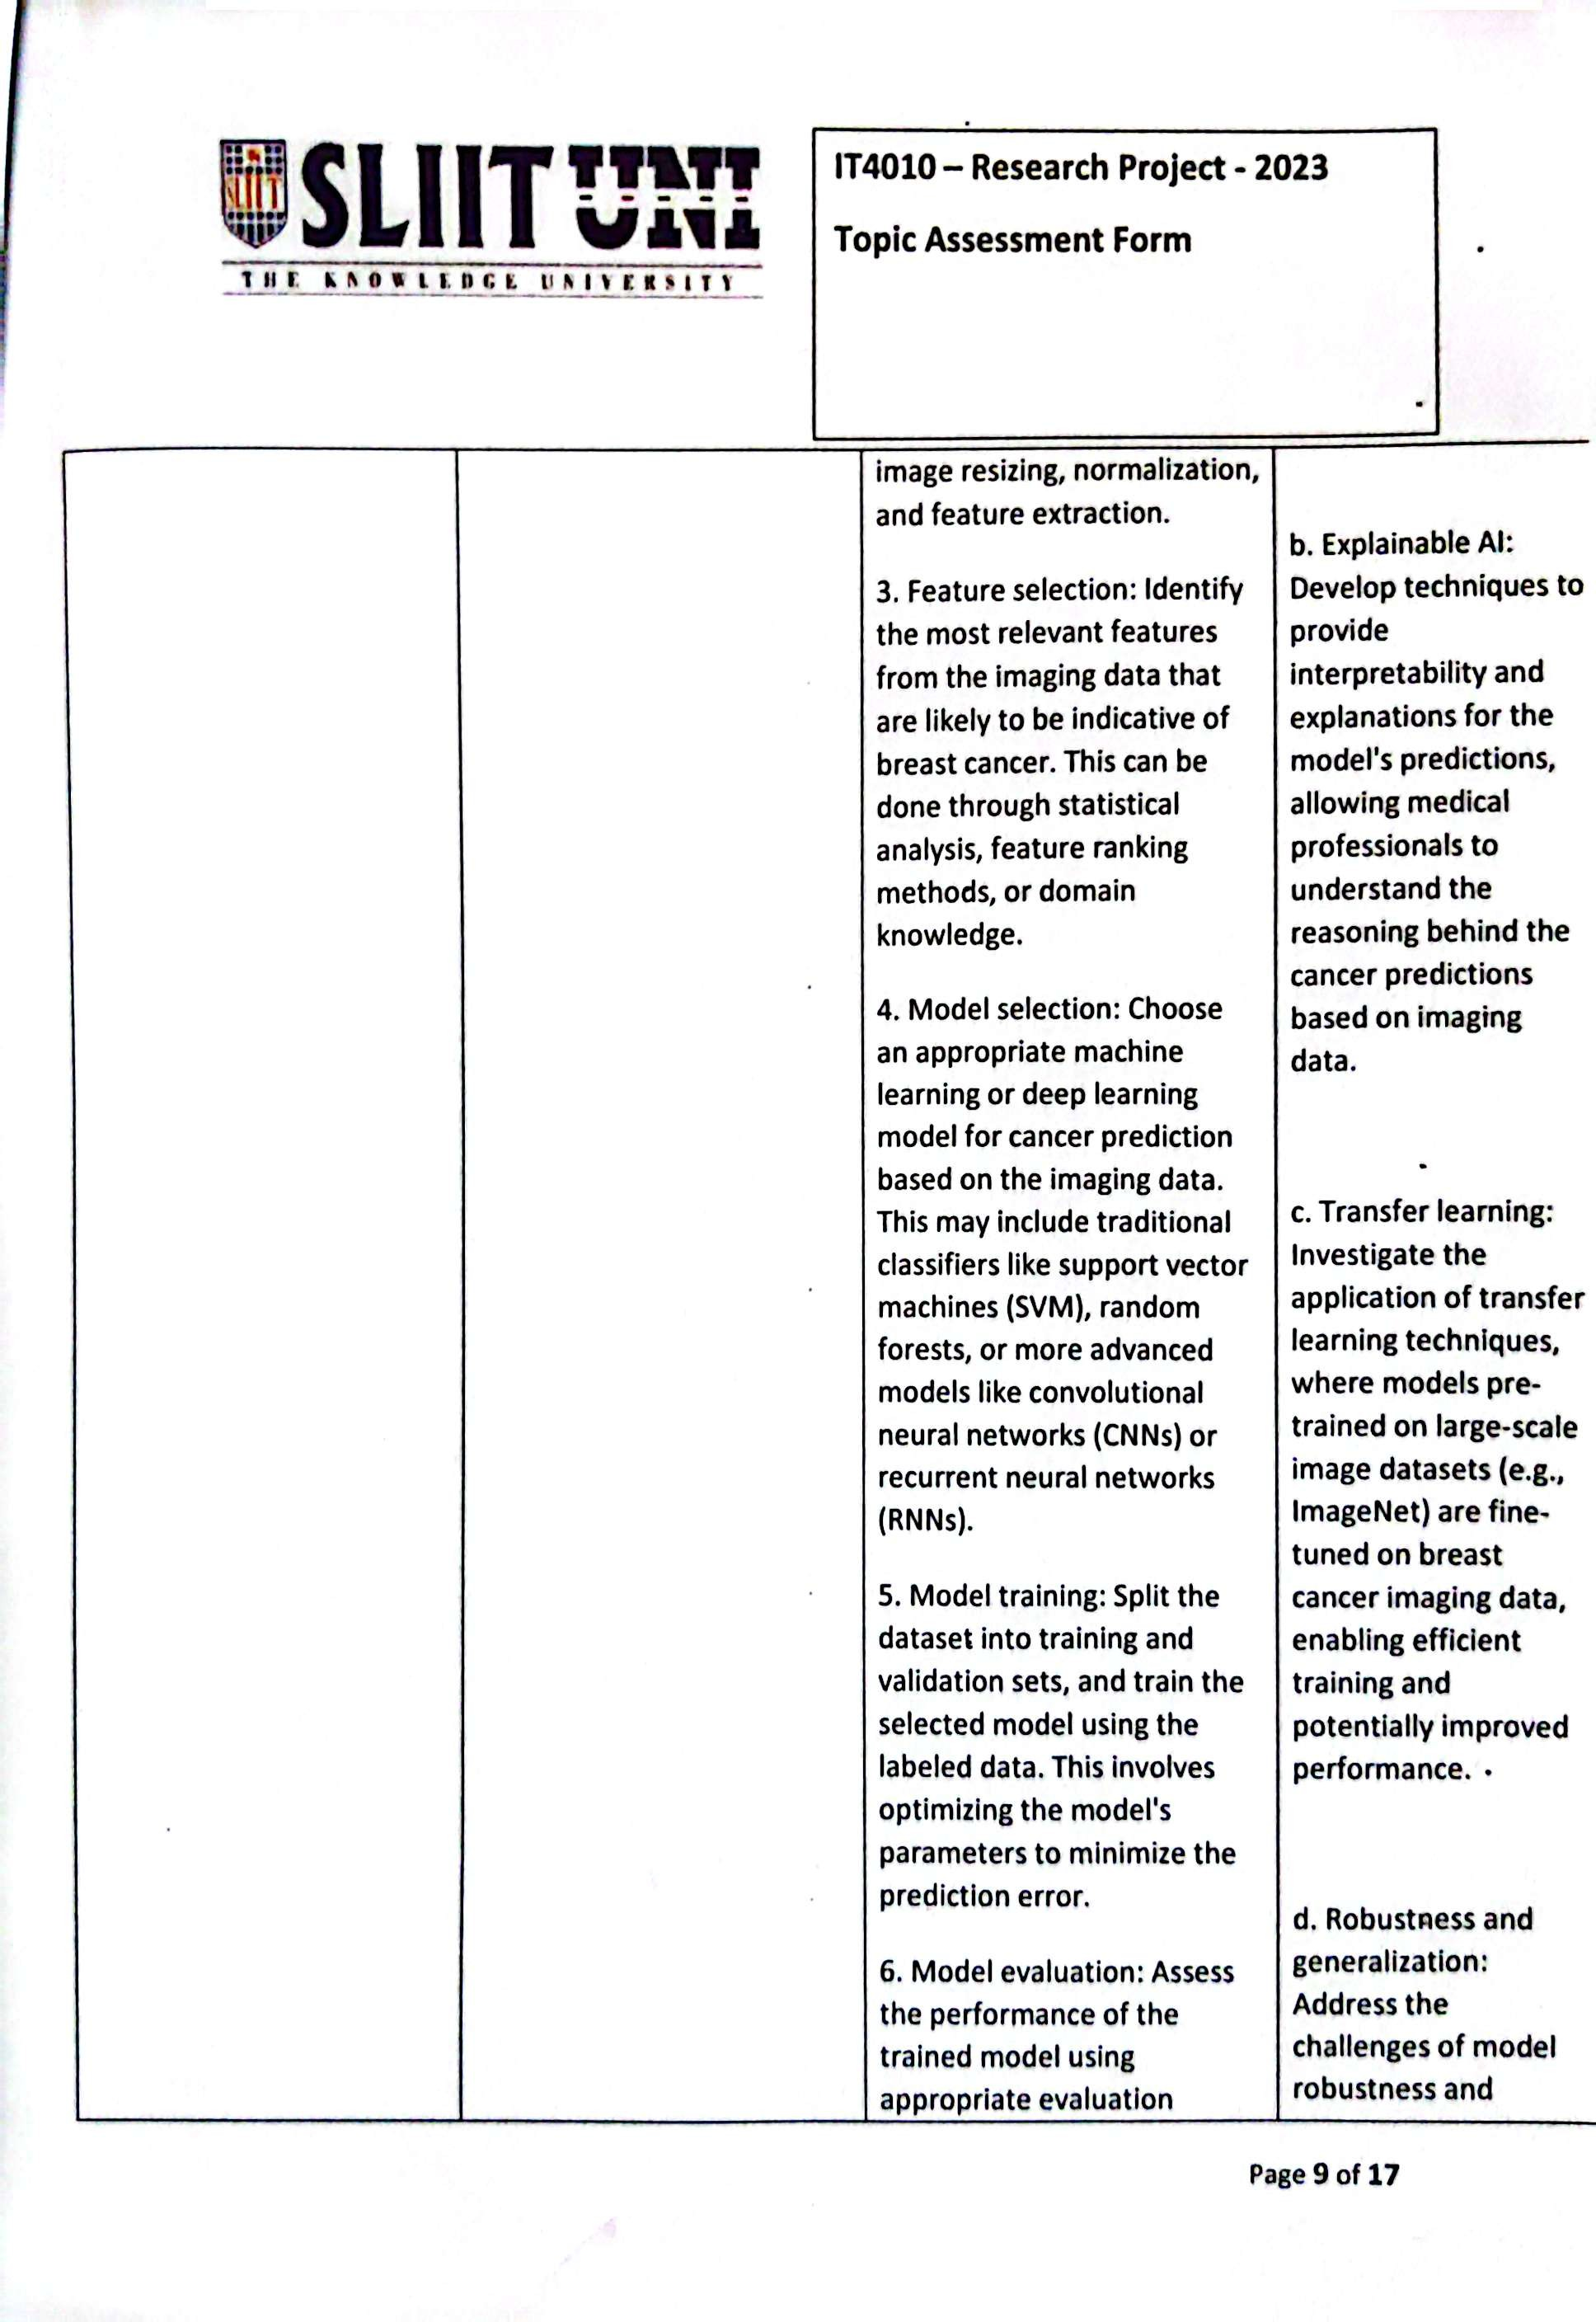 SLIIT
SLIIT UNI
THE KNOWLEDGE UNIVERSITY
IT4010 – Research Project - 2023
Topic Assessment Form
image resizing, normalization,
and feature extraction.
3. Feature selection: Identify
the most relevant features
from the imaging data that
are likely to be indicative of
breast cancer. This can be
done through statistical
analysis, feature ranking
methods, or domain
knowledge.
4. Model selection: Choose
an appropriate machine
learning or deep learning
model for cancer prediction
based on the imaging data.
This may include traditional
classifiers like support vector
machines (SVM), random
forests, or more advanced
models like convolutional
neural networks (CNNs) or
recurrent neural networks
(RNNs).
5. Model training: Split the
dataset into training and
validation sets, and train the
selected model using the
labeled data. This involves
optimizing the model's
parameters to minimize the
prediction error.
6. Model evaluation: Assess
the performance of the
trained model using
appropriate evaluation
b. Explainable AI:
Develop techniques to
provide
interpretability and
explanations for the
model's predictions,
allowing medical
professionals to
understand the
reasoning behind the
cancer predictions
based on imaging
data.
c. Transfer learning:
Investigate the
application of transfer
learning techniques,
where models pre-
trained on large-scale
image datasets (e.g.,
ImageNet) are fine-
tuned on breast
cancer imaging data,
enabling efficient
training and
potentially improved
performance.
d. Robustness and
generalization:
Address the
challenges of model
robustness and
Page 9 of 17